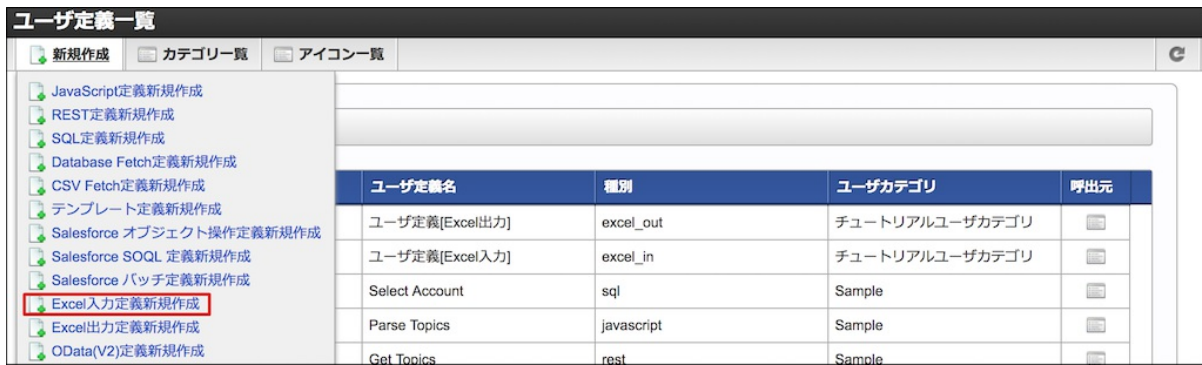 ユーザ定義一覧
新規作成 カテゴリ一覧 アイコン一覧
JavaScript定義新規作成
REST定義新規作成
SQL定義新規作成
Database Fetch定義新規作成
CSV Fetch定義新規作成
テンプレート定義新規作成
Salesforce オブジェクト操作定義新規作成
Salesforce SOQL 定義新規作成
Salesforce バッチ定義新規作成
Excel入力定義新規作成
Excel出力定義新規作成
OData(V2)定義新規作成
ユーザ定義名 種別 ユーザカテゴリ 呼出元
ユーザ定義[Excel出力] excel_out チュートリアルユーザカテゴリ
ユーザ定義[Excel入力] excel_in チュートリアルユーザカテゴリ
Select Account sql Sample
Parse Topics javascript Sample
Get Topics rest Sample